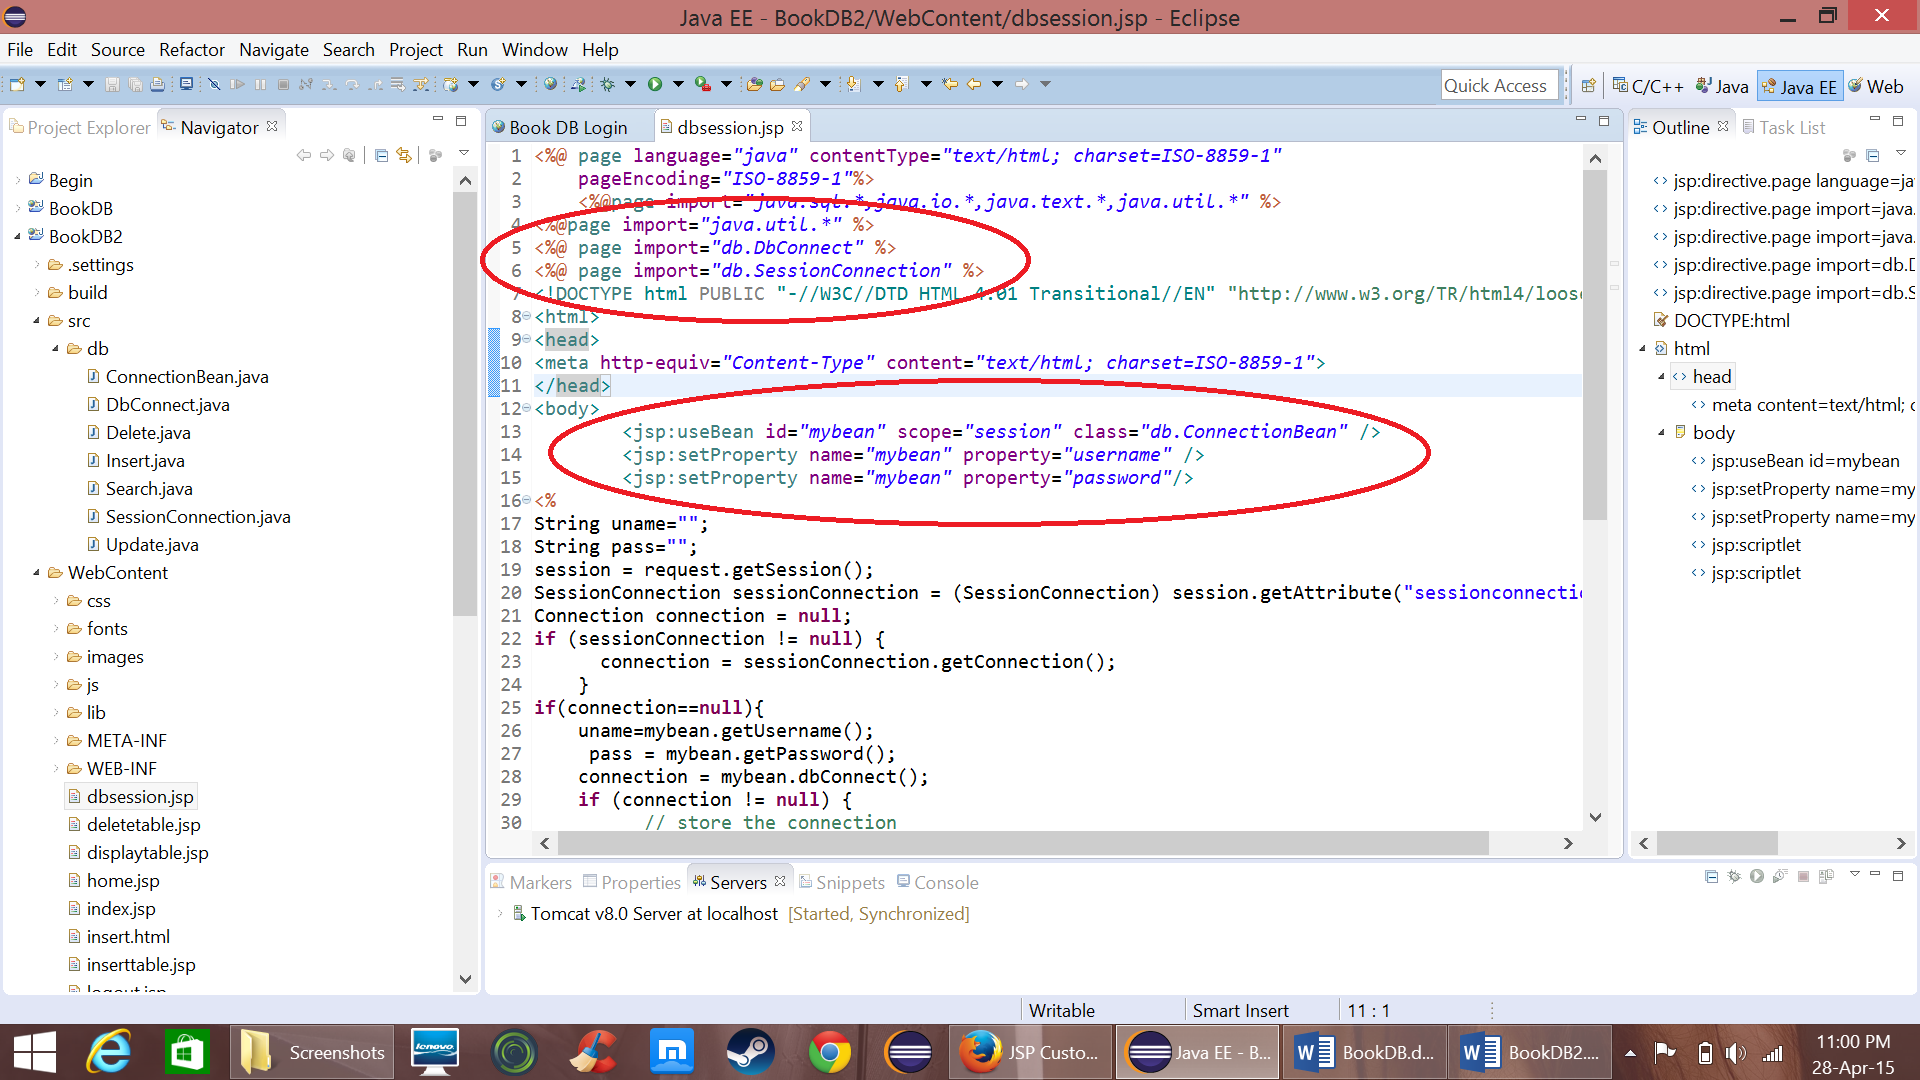 Java EE - BookDB2/WebContent/dbsession.jsp - Eclipse
File Edit Source Refactor Navigate Search Project Run Window Help
Quick Access
C/C++
Java
Java EE
Web
Project Explorer
Navigator
Begin
BookDB
BookDB2
.settings
build
src
db
ConnectionBean.java
DbConnect.java
Delete.java
Insert.java
Search.java
SessionConnection.java
Update.java
WebContent
css
fonts
images
js
lib
META-INF
WEB-INF
dbsession.jsp
deletetable.jsp
displaytable.jsp
home.jsp
index.jsp
insert.html
inserttable.jsp
logout.jsp
Book DB Login
dbsession.jsp
1 <%@ page language="java" contentType="text/html; charset=ISO-8859-1"
2 pageEncoding="ISO-8859-1"%>
3 <%@page import="java.sql.*,java.io.*,java.text.*,java.util.*" %>
4 <%@page import="java.util.*" %>
5 <%@ page import="db.DbConnect" %>
6 <%@ page import="db.SessionConnection" %>
7 <!DOCTYPE html PUBLIC "-//W3C//DTD HTML 4.01 Transitional//EN" "http://www.w3.org/TR/html4/loose
8 <html>
9 <head>
10 <meta http-equiv="Content-Type" content="text/html; charset=ISO-8859-1">
11 </head>
12 <body>
13 <jsp:useBean id="mybean" scope="session" class="db.ConnectionBean" />
14 <jsp:setProperty name="mybean" property="username" />
15 <jsp:setProperty name="mybean" property="password"/>
16 <%
17 String uname="";
18 String pass="";
19 session = request.getSession();
20 SessionConnection sessionConnection = (SessionConnection) session.getAttribute("sessionconnectio
21 Connection connection = null;
22 if (sessionConnection != null) {
23 connection = sessionConnection.getConnection();
24 }
25 if(connection==null){
26 uname=mybean.getUsername();
27 pass = mybean.getPassword();
28 connection = mybean.dbConnect();
29 if (connection != null) {
30 // store the connection
Outline
Task List
jsp:directive.page language=ja
jsp:directive.page import=java.
jsp:directive.page import=java.
jsp:directive.page import=db.D
jsp:directive.page import=db.S
DOCTYPE:html
html
head
meta content=text/html; c
body
jsp:useBean id=mybean
jsp:setProperty name=my
jsp:setProperty name=my
jsp:scriptlet
jsp:scriptlet
Markers
Properties
Servers
Snippets
Console
Tomcat v8.0 Server at localhost [Started, Synchronized]
Writable
Smart Insert
11 : 1
Screenshots
lenovo
JSP Custo...
Java EE - B...
BookDB.d...
BookDB2....
11:00 PM
28-Apr-15